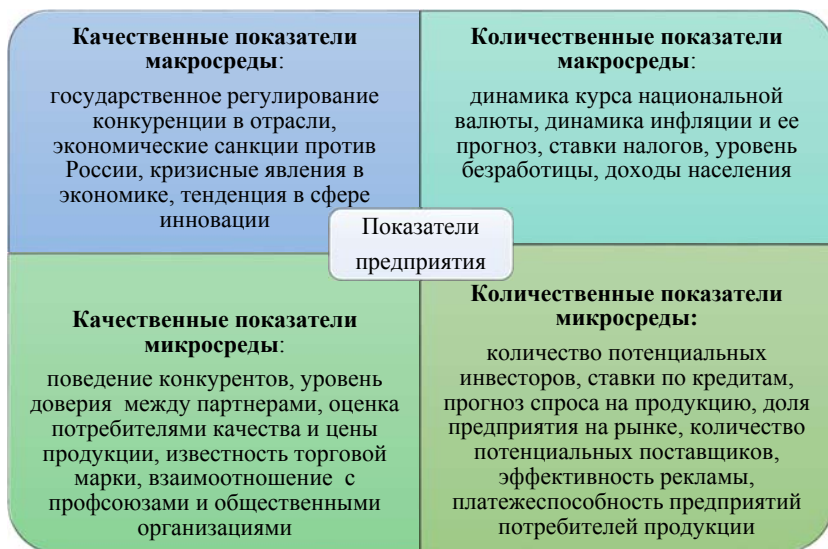 Качественные показатели
макросреды:
государственное регулирование
конкуренции в отрасли,
экономические санкции против
России, кризисные явления в
экономике, тенденция в сфере
инновации
Количественные показатели
макросреды:
динамика курса национальной
валюты, динамика инфляции и ее
прогноз, ставки налогов, уровень
безработицы, доходы населения
Показатели
предприятия
Качественные показатели
микросреды:
поведение конкурентов, уровень
доверия между партнерами, оценка
потребителями качества и цены
продукции, известность торговой
марки, взаимоотношение с
профсоюзами и общественными
организациями
Количественные показатели
микросреды:
количество потенциальных
инвесторов, ставки по кредитам,
прогноз спроса на продукцию, доля
предприятия на рынке, количество
потенциальных поставщиков,
эффективность рекламы,
платежеспособность предприятий
потребителей продукции